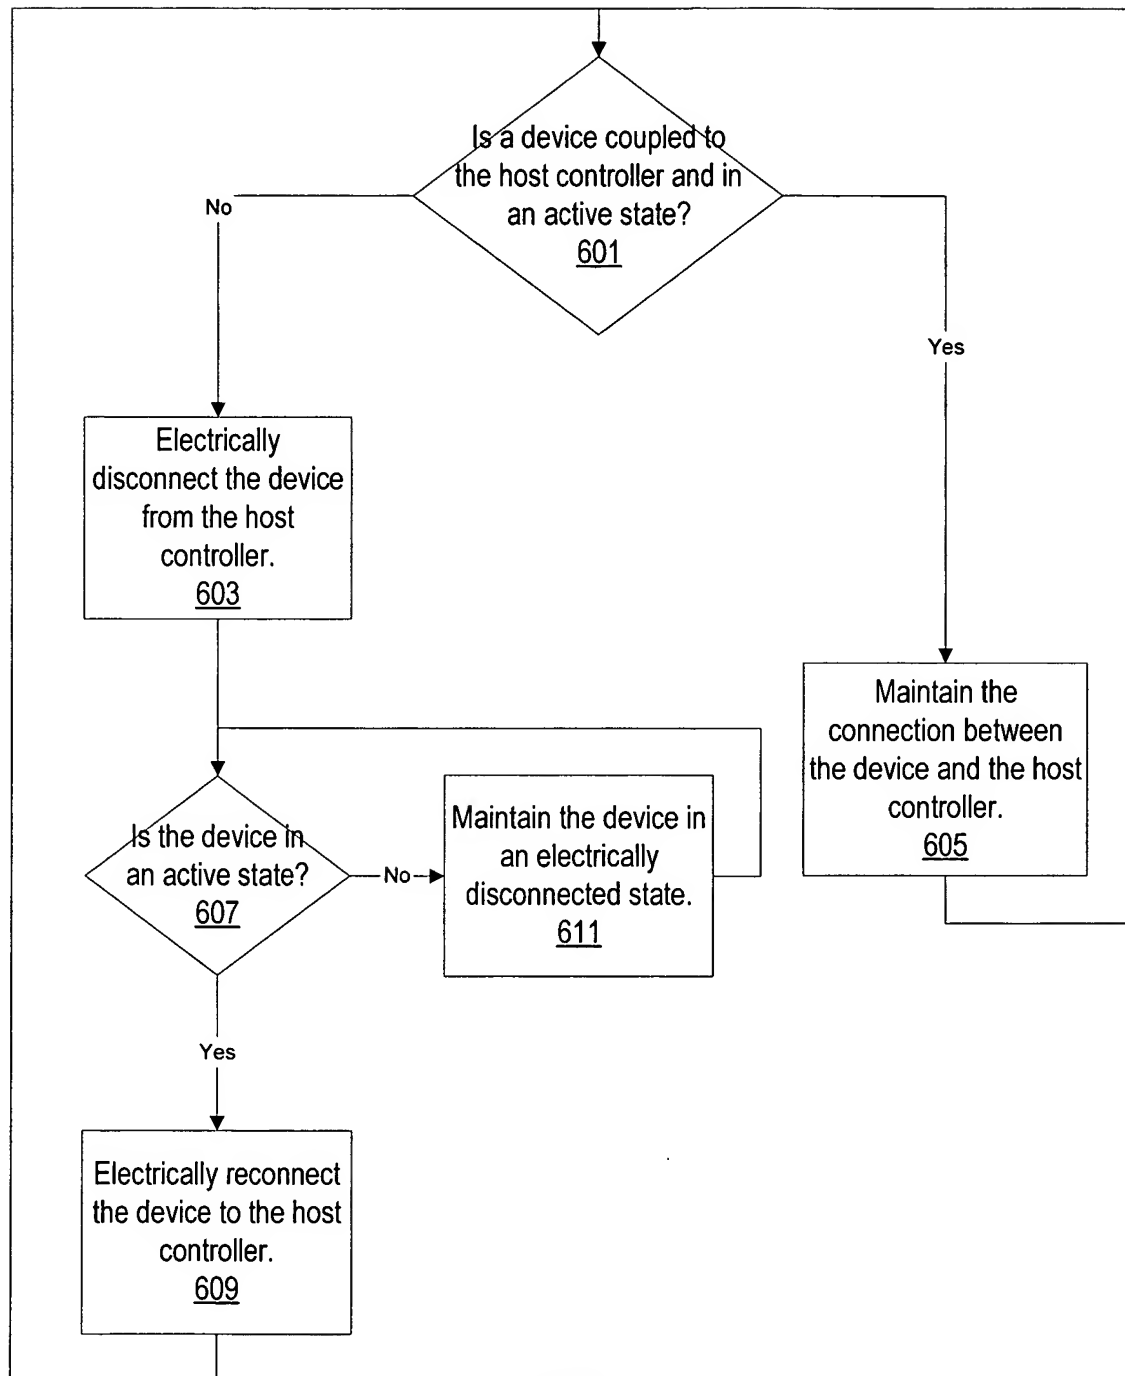 Is a device coupled to
the host controller and in
an active state?
601
No
Yes
Electrically
disconnect the device
from the host
controller.
603
Maintain the
connection between
the device and the host
controller.
605
Is the device in
an active state?
607
No
Maintain the device in
an electrically
disconnected state.
611
Yes
Electrically reconnect
the device to the host
controller.
609